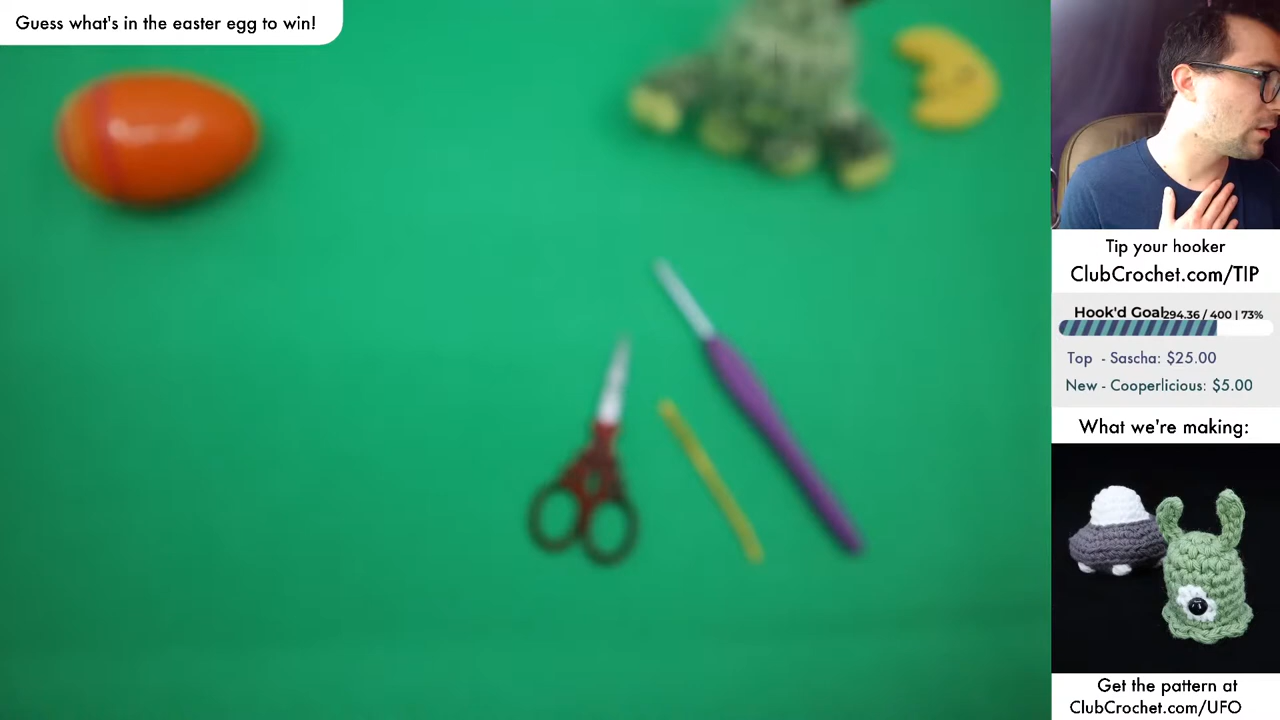 Guess what's in the easter egg to win!
Tip your hooker
ClubCrochet.com/TIP
Hook'd Goal 294.36 / 400 | 73%
Top - Sascha: $25.00
New - Cooperlicious: $5.00
What we're making:
Get the pattern at
ClubCrochet.com/UFO